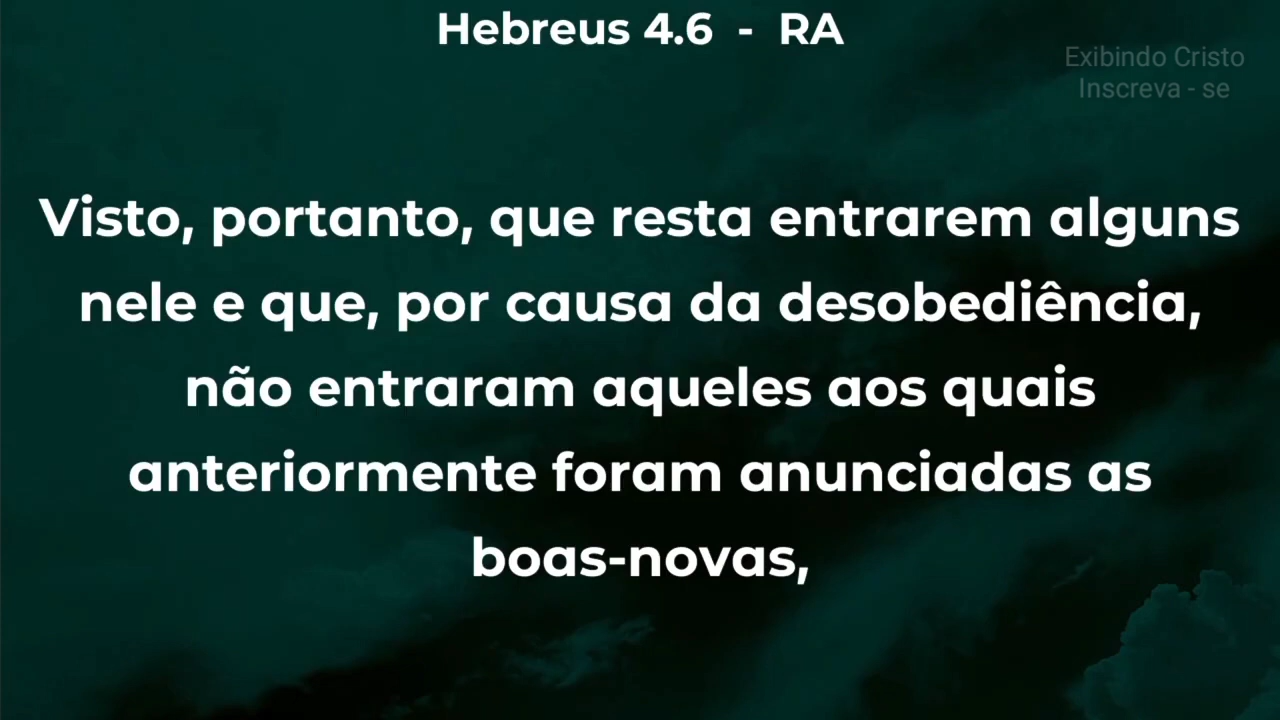 Hebreus 4.6 - RA
Exibindo Cristo
Inscreva - se
Visto, portanto, que resta entrarem alguns
nele e que, por causa da desobediência,
não entraram aqueles aos quais
anteriormente foram anunciadas as
boas-novas,